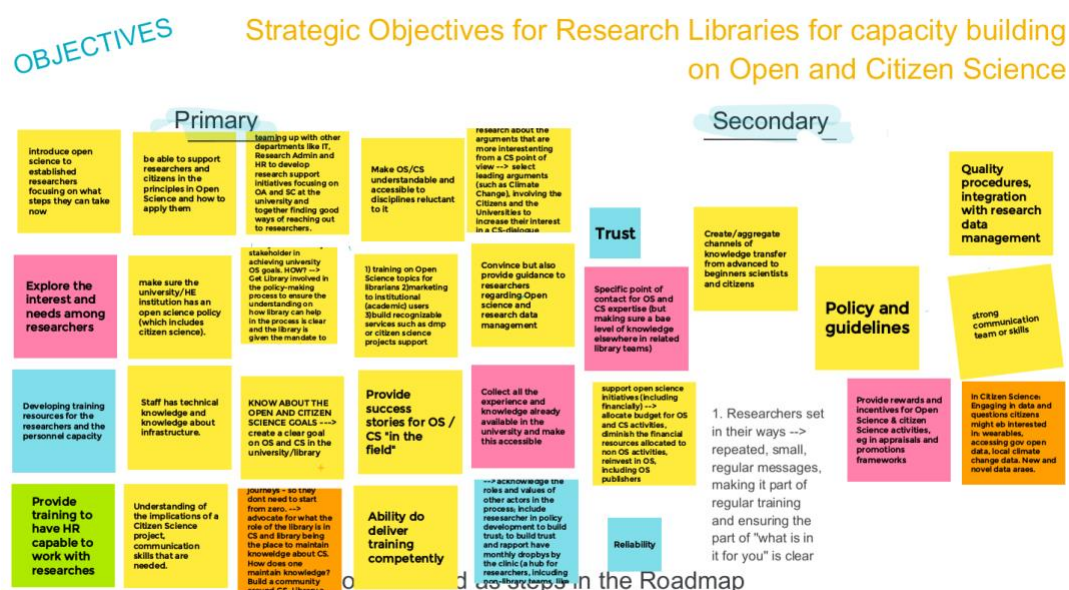 OBJECTIVES
Strategic Objectives for Research Libraries for capacity building
on Open and Citizen Science
Primary
Secondary
introduce open
science to
established
researchers
focusing on what
steps they can take
now
be able to support
researchers and
citizens in the
principles in Open
Science and how to
apply them
teaming up with other
departments like IT,
Research Admin and
HR to develop
research support
initiatives focusing on
OA and SC at the
university and
together finding good
ways of reaching out
to researchers.
Make OS/CS
understandable and
accessible to
disciplines reluctant
to it
research about the
arguments that are
more interestenting
from a CS point of
view --> select
leading arguments
(such as Climate
Change), involving the
Citizens and the
Universities to
increase their interest
in a CS-dialogue
Trust
Create/aggregate
channels of
knowledge transfer
from advanced to
beginners scientists
and citizens
Quality
procedures,
integration
with research
data
management
Explore the
interest and
needs among
researchers
make sure the
university/HE
institution has an
open science policy
(which includes
citizen science).
stakeholder in
achieving university
OS goals. HOW? -->
Get Library involved in
the policy-making
process to ensure the
understanding on
how library can help
in the process is clear
and the library is
given the mandate to
1) training on Open
Science topics for
librarians 2)marketing
to institutional
(academic) users
3)build recognizable
services such as dmp
or citizen science
projects support
Convince but also
provide guidance to
researchers
regarding Open
science and
research data
management
Specific point of
contact for OS and
CS expertise (but
making sure a bae
level of knowledge
elsewhere in related
library teams)
Policy and
guidelines
strong
communication
team or skills
Developing training
resources for the
researchers and the
personnel capacity
Staff has technical
knowledge and
knowledge about
infrastructure.
KNOW ABOUT THE
OPEN AND CITIZEN
SCIENCE GOALS --->
create a clear goal
on OS and CS in the
university/library
Provide
success
stories for OS /
CS "in the
field"
Collect all the
experience and
knowledge already
available in the
university and make
this accessible
support open science
initiatives (including
financially) -->
allocate budget for OS
and CS activities,
diminish the financial
resources allocated to
non OS activities,
reinvest in OS,
including OS
publishers
1. Researchers set
in their ways -->
repeated, small,
regular messages,
making it part of
regular training
and ensuring the
part of "what is in
it for you" is clear
Provide rewards and
incentives for Open
Science & citizen
Science activities,
eg in appraisals and
promotions
frameworks
In Citizen Science:
Engaging in data and
questions citizens
might eb interested
in: wearables,
accessing gov open
data, local climate
change data. New and
novel data araes.
Provide
training to
have HR
capable to
work with
researches
Understanding of
the implications of a
Citizen Science
project,
communication
skills that are
needed.
journeys - so they
dont need to start
from zero. -->
advocate for what the
role of the library is in
CS and library being
the place to maintain
knoweldge about CS.
How does one
maintain knowledge?
Build a community
Ability do
deliver
training
competently
-->acknowledge the
roles and values of
other actors in the
process; include
reseacher in policy
development to build
trust; to build trust
and rapport have
monthly dropbys by
the clinic (a hub for
researchers, inlcuding
non-library teams, like
Reliability
as steps in the Roadmap